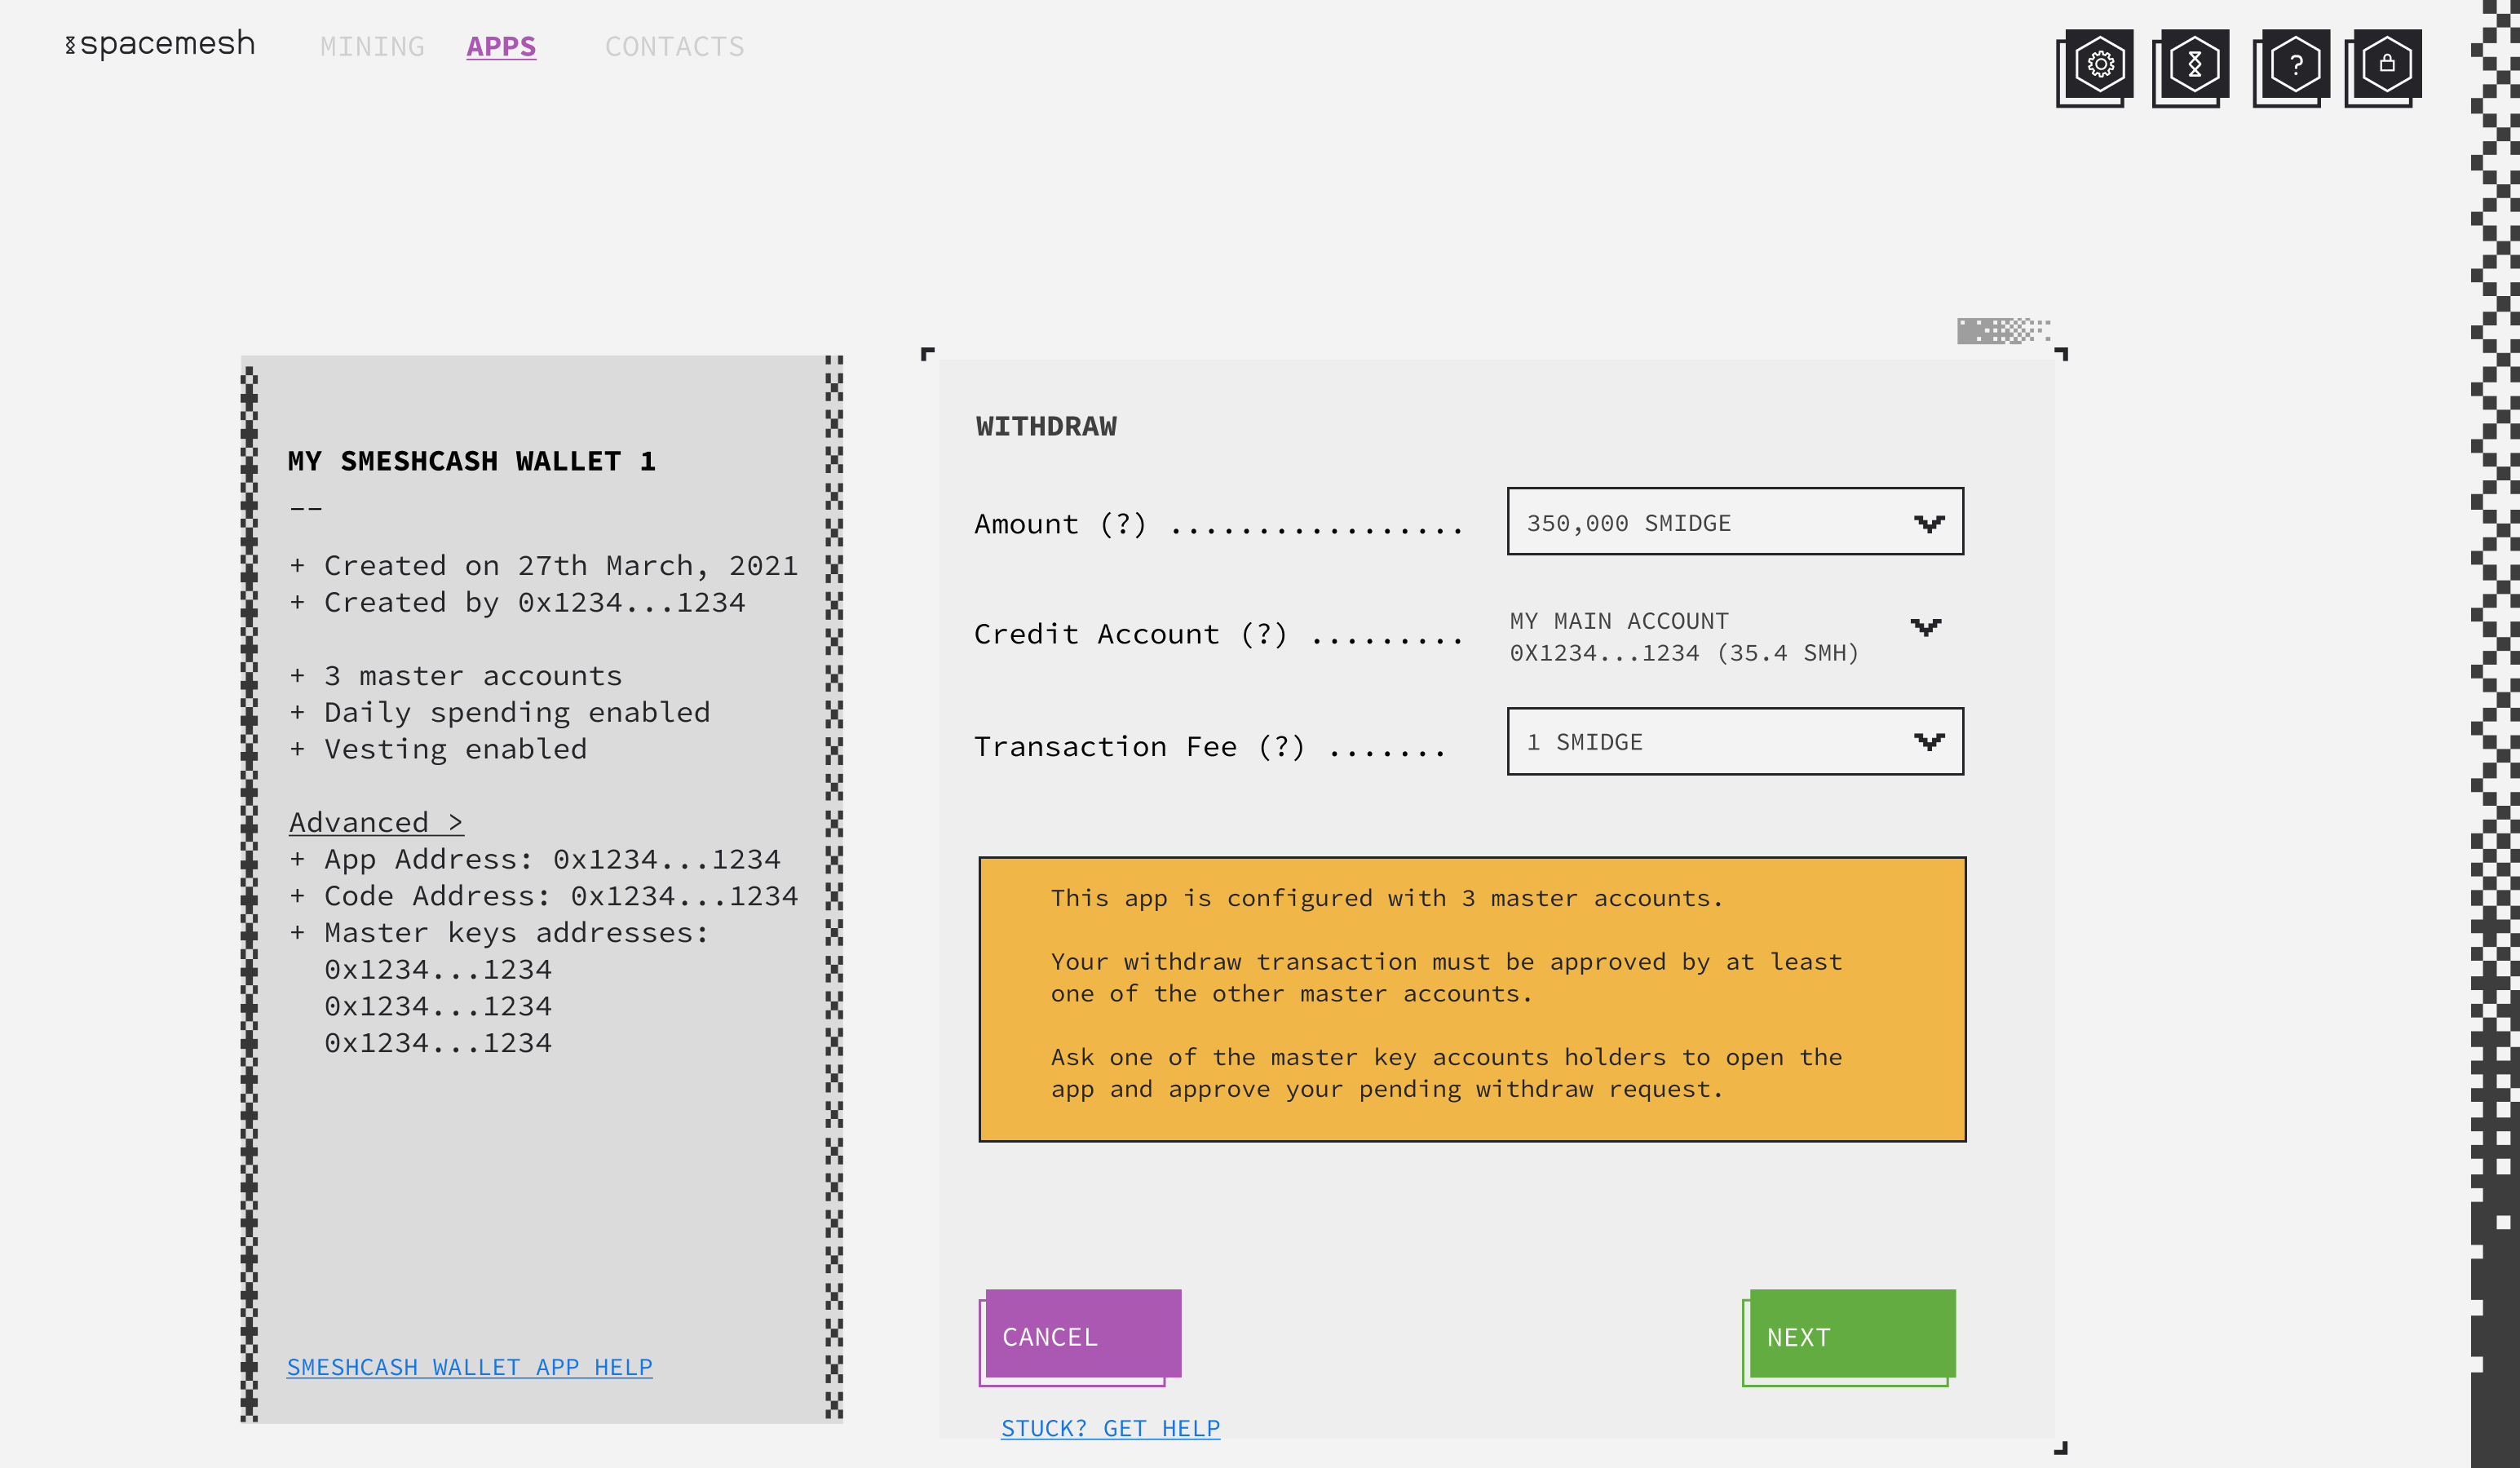 spacemesh
MINING
APPS
CONTACTS
?
MY SMESHCASH WALLET 1
––
+ Created on 27th March, 2021
+ Created by 0x1234...1234
+ 3 master accounts
+ Daily spending enabled
+ Vesting enabled
Advanced >
+ App Address: 0x1234...1234
+ Code Address: 0x1234...1234
+ Master keys addresses:
0x1234...1234
0x1234...1234
0x1234...1234
SMESHCASH WALLET APP HELP
WITHDRAW
Amount (?) .................
350,000 SMIDGE
Credit Account (?) .........
MY MAIN ACCOUNT
0X1234...1234 (35.4 SMH)
Transaction Fee (?) .......
1 SMIDGE
This app is configured with 3 master accounts.
Your withdraw transaction must be approved by at least
one of the other master accounts.
Ask one of the master key accounts holders to open the
app and approve your pending withdraw request.
CANCEL
NEXT
STUCK? GET HELP